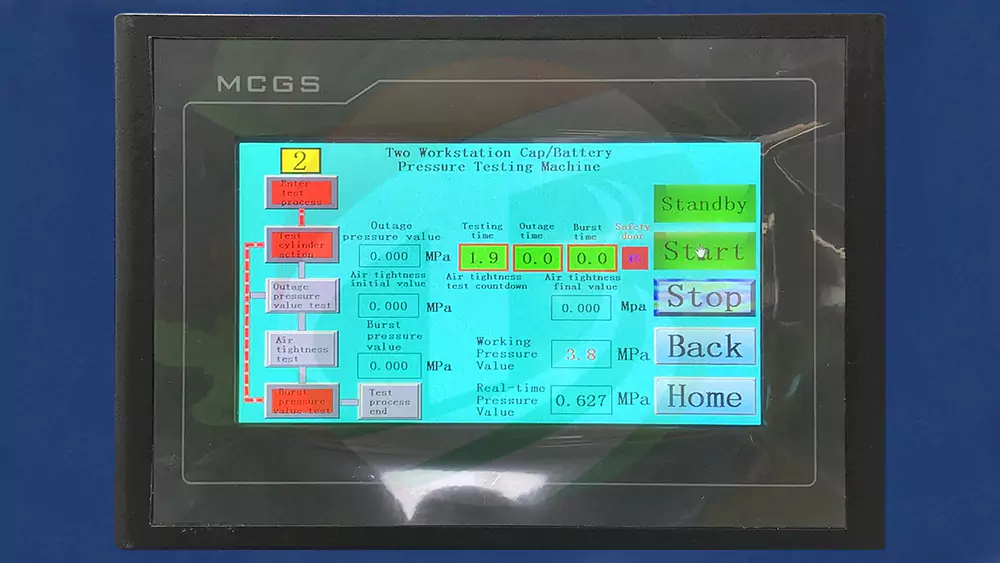 MCGS
2
Two Workstation Cap/Battery
Pressure Testing Machine
Enter
test
process
Test
cylinder
action
Outage
pressure
value test
Air
tightness
test
Burst
pressure
value test
Test
process
end
Outage
pressure value
0.000 MPa
Air tightness
initial value
0.000 MPa
Burst
pressure
value
0.000 MPa
Testing
time
1.9
Outage
time
0.0
Burst
time
0.0
Safety
door
Air tightness
test countdown
Air tightness
final value
0.000 Mpa
Working
Pressure
Value
3.8 MPa
Real-time
Pressure
Value
0.627 MPa
Standby
Start
Stop
Back
Home